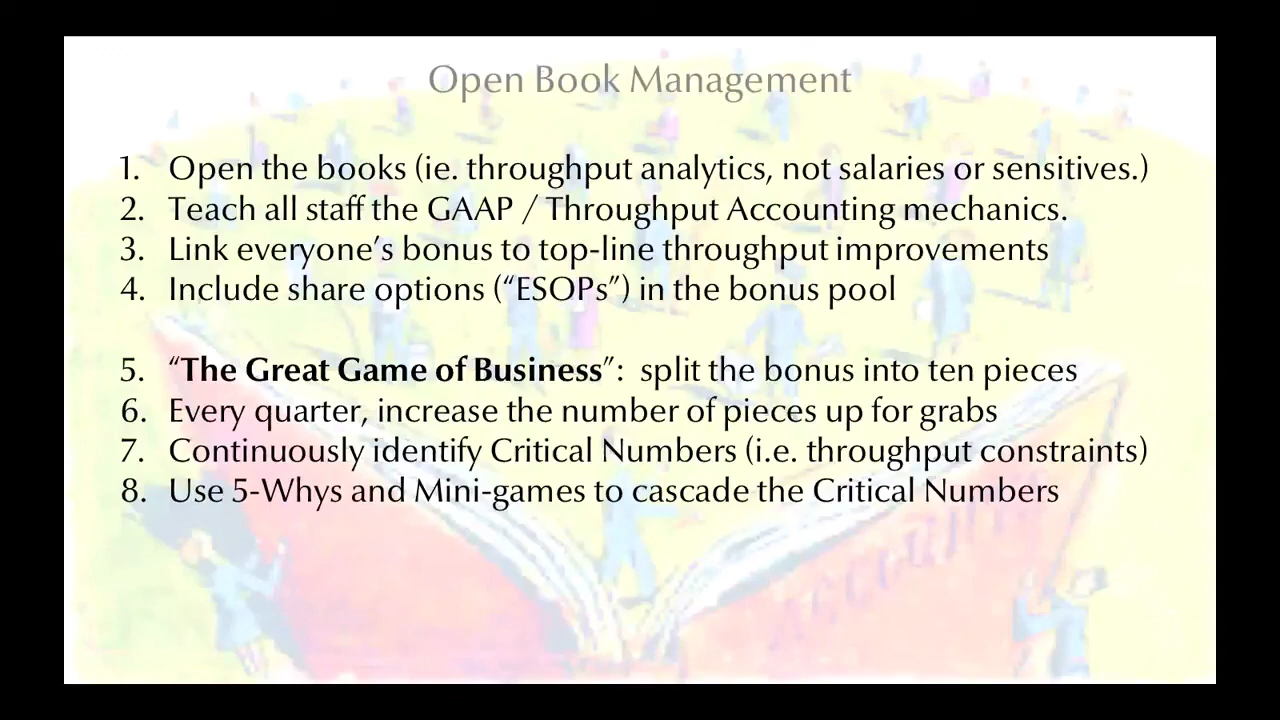 Open Book Management
1. Open the books (ie. throughput analytics, not salaries or sensitives.)
2. Teach all staff the GAAP / Throughput Accounting mechanics.
3. Link everyone’s bonus to top-line throughput improvements
4. Include share options (“ESOPs”) in the bonus pool
5. “The Great Game of Business”: split the bonus into ten pieces
6. Every quarter, increase the number of pieces up for grabs
7. Continuously identify Critical Numbers (i.e. throughput constraints)
8. Use 5-Whys and Mini-games to cascade the Critical Numbers